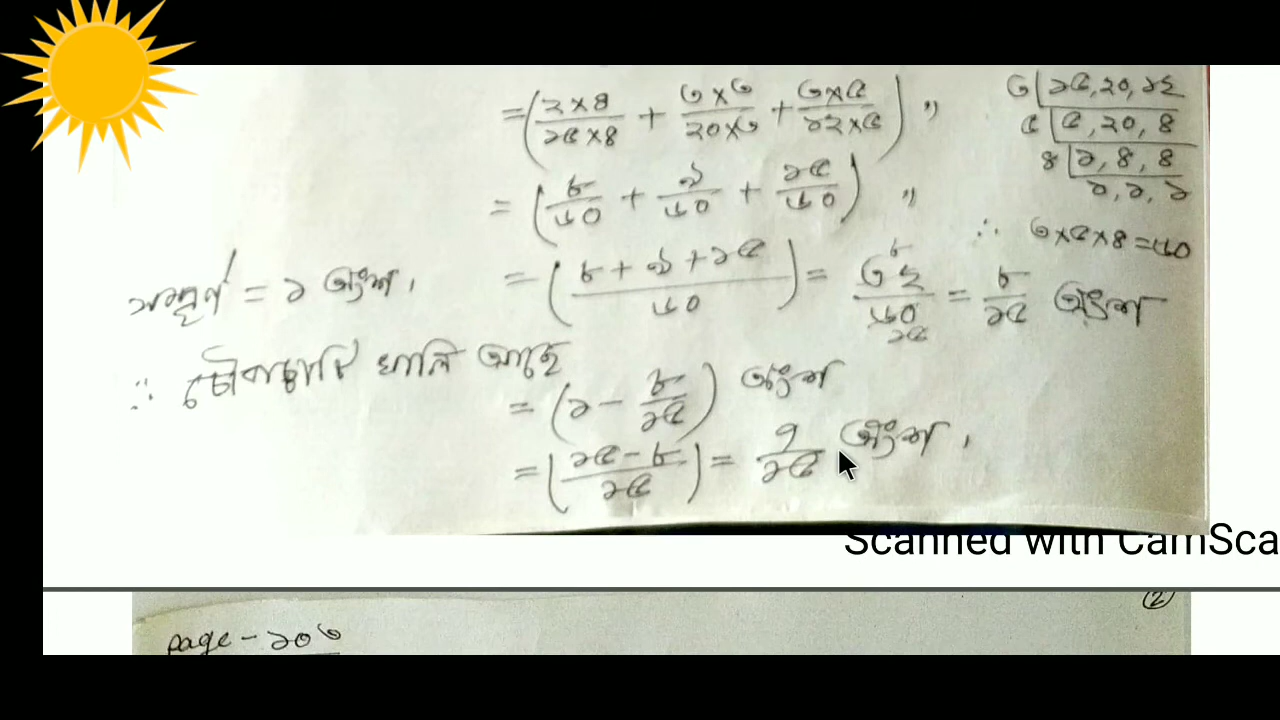 = (২×৪/১৫×৪ + ৩×৩/২০×৩ + ৩×৫/১২×৫) "
= (৮/৬০ + ৯/৬০ + ১৫/৬০) "
সম্পূর্ণ = ১ অংশ।
= (৮+৯+১৫/৬০) = ৩২/৬০ = ৮/১৫ অংশ
৮
১৫
∴ চৌবাচ্চাটি খালি আছে
= (১ - ৮/১৫) অংশ
= (১৫-৮/১৫) = ৭/১৫ অংশ।
৩|১৫,২০,১২
৫|৫,২০,৪
৪|১,৪,৪
১,১,১
∴ ৩×৫×৪=৬০
Scanned with CamSca
2
page - ১০৩